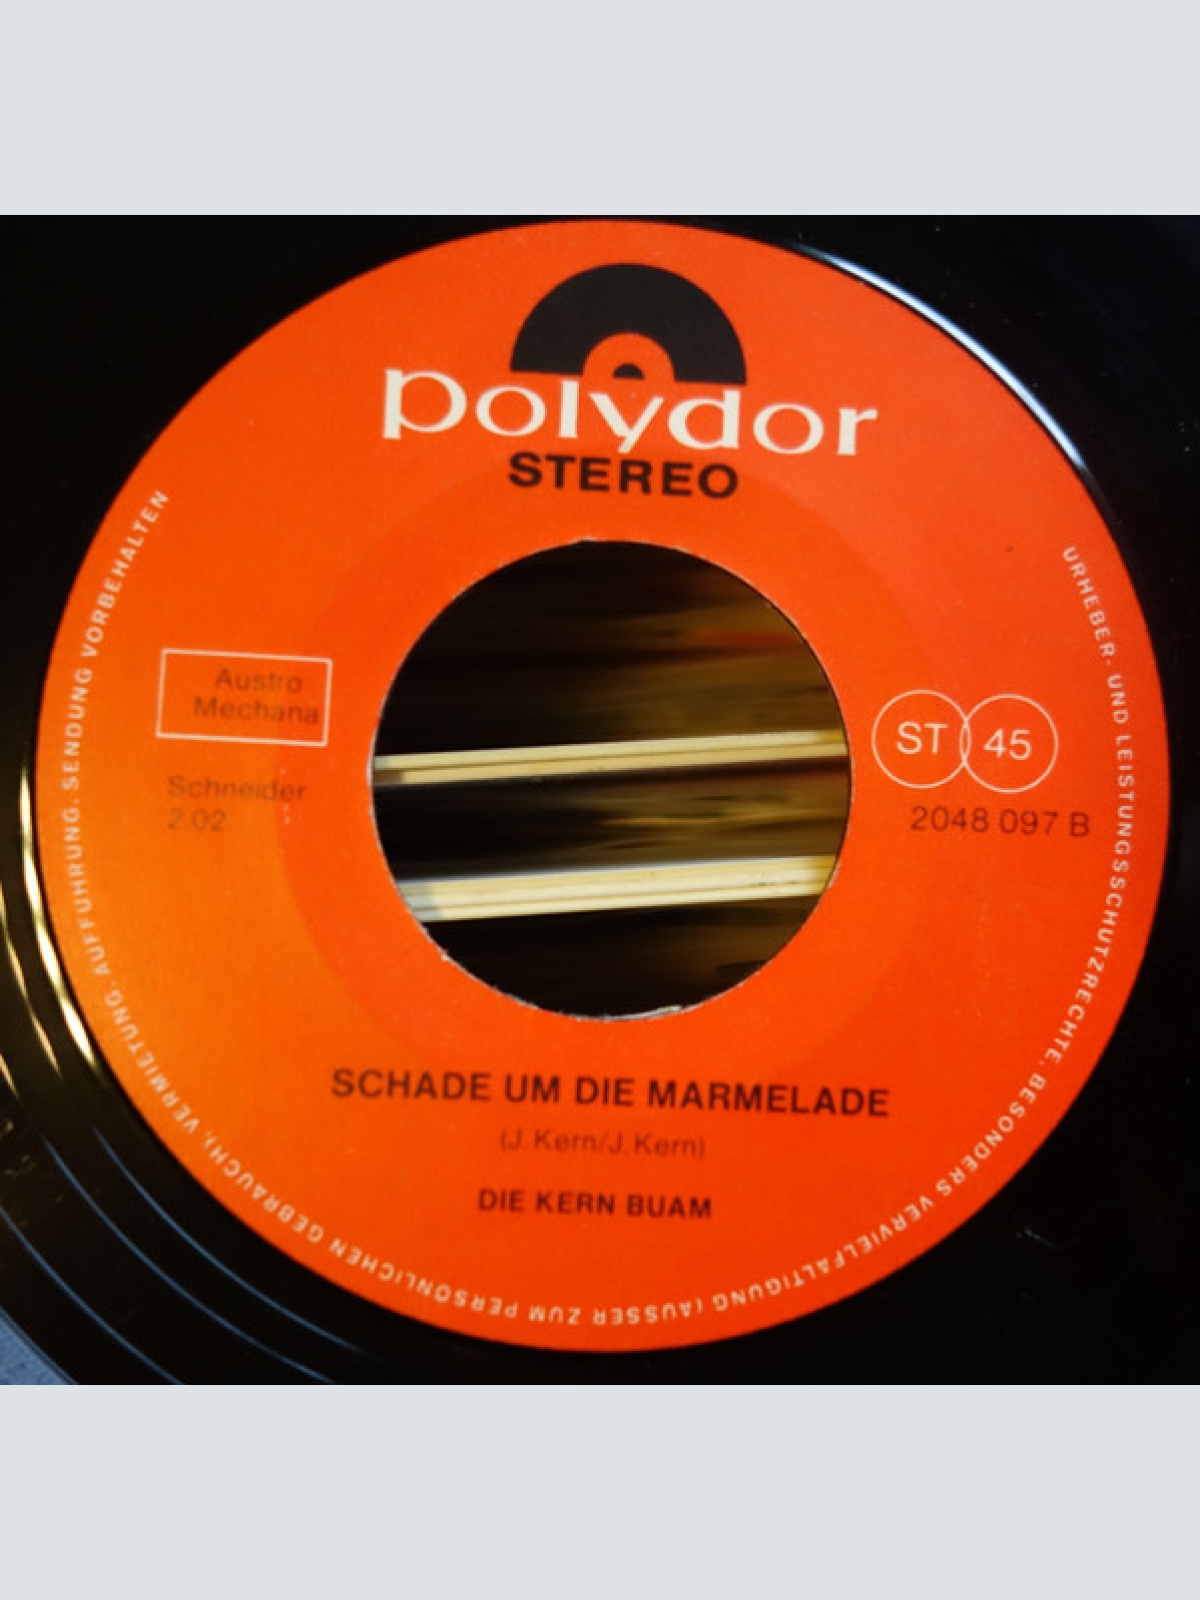 polydor
STEREO
Austro
Mechana
Schneider
2.02
ST 45
2048 097 B
SCHADE UM DIE MARMELADE
(J. Kern/J. Kern)
DIE KERN BUAM
URHEBER- UND LEISTUNGSSCHUTZRECHTE, BESONDERS VERVIELFÄLTIGUNG (AUSSER ZUM PERSÖNLICHEN GEBRAUCH), VERMIETUNG, AUFFÜHRUNG, SENDUNG VORBEHALTEN